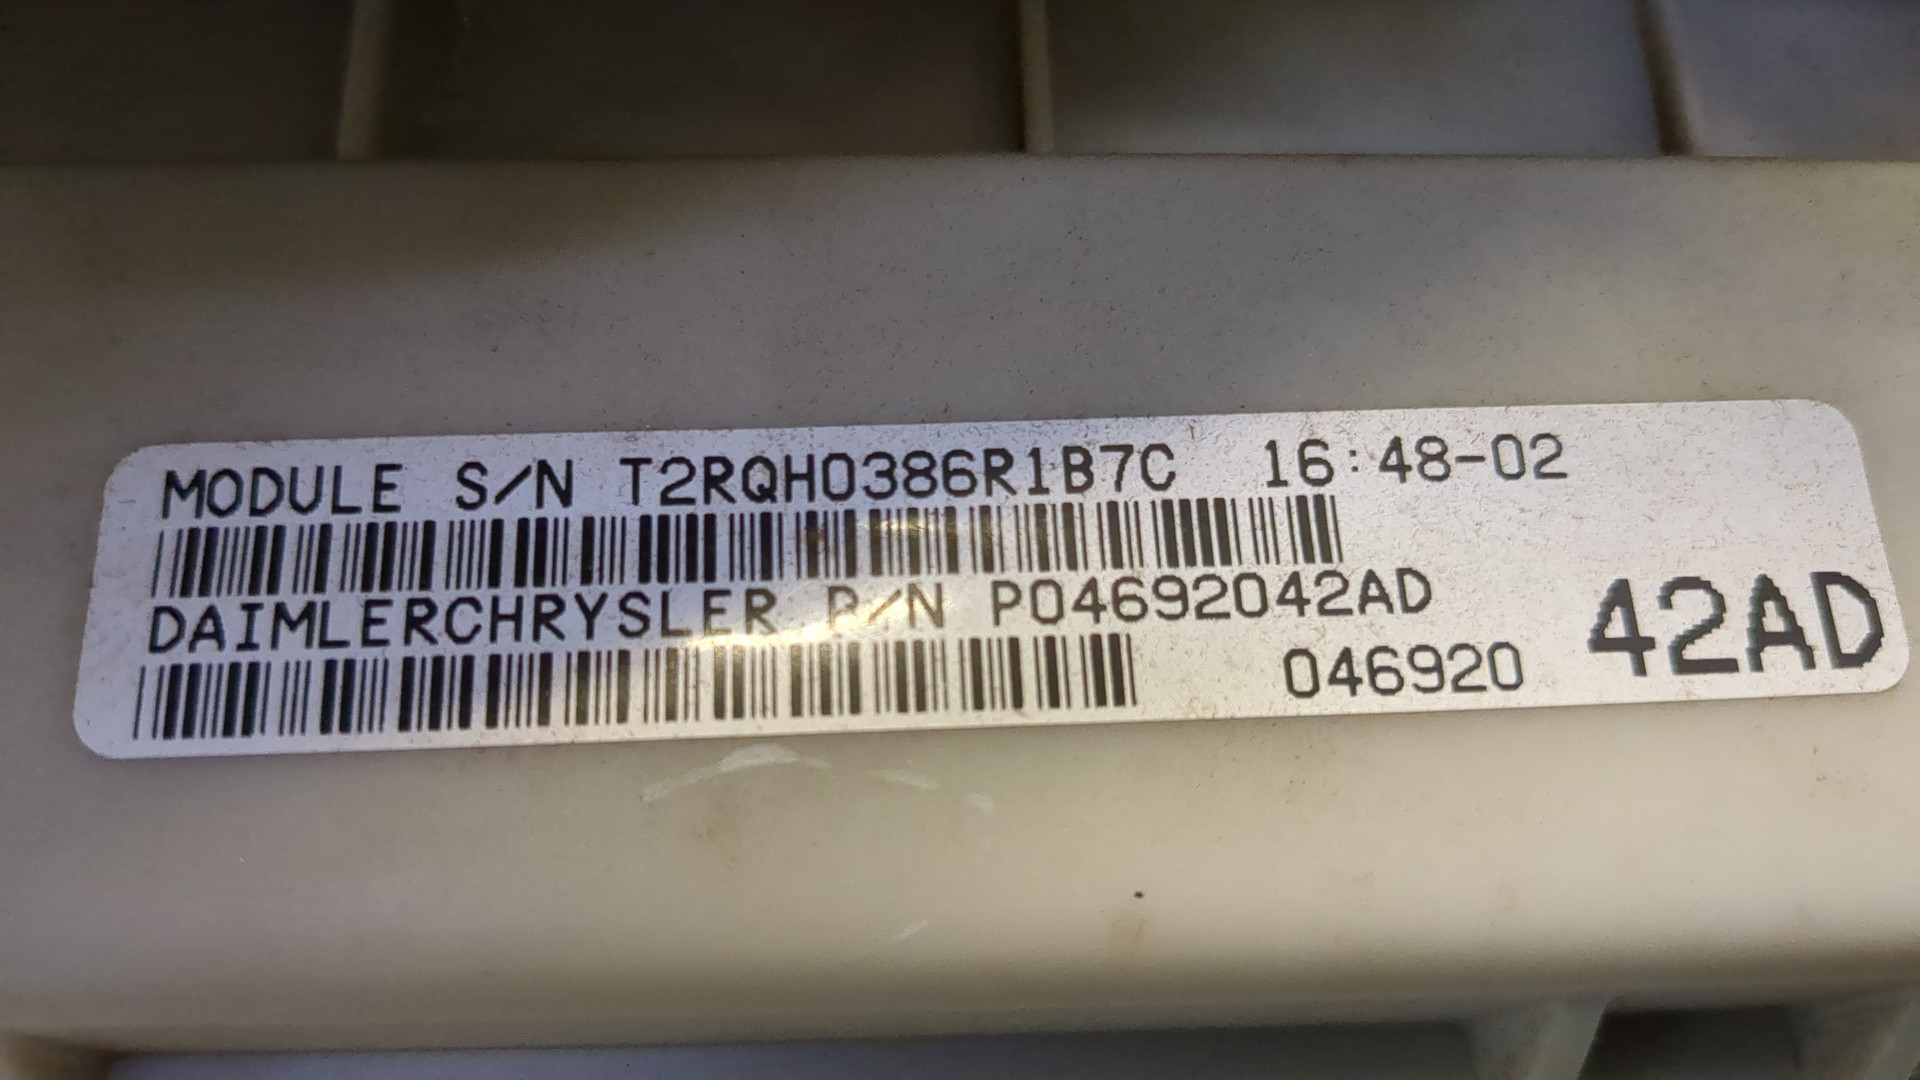 MODULE S/N T2RQH0386R1B7C 16:48-02
DAIMLERCHRYSLER P/N P04692042AD
046920 42AD